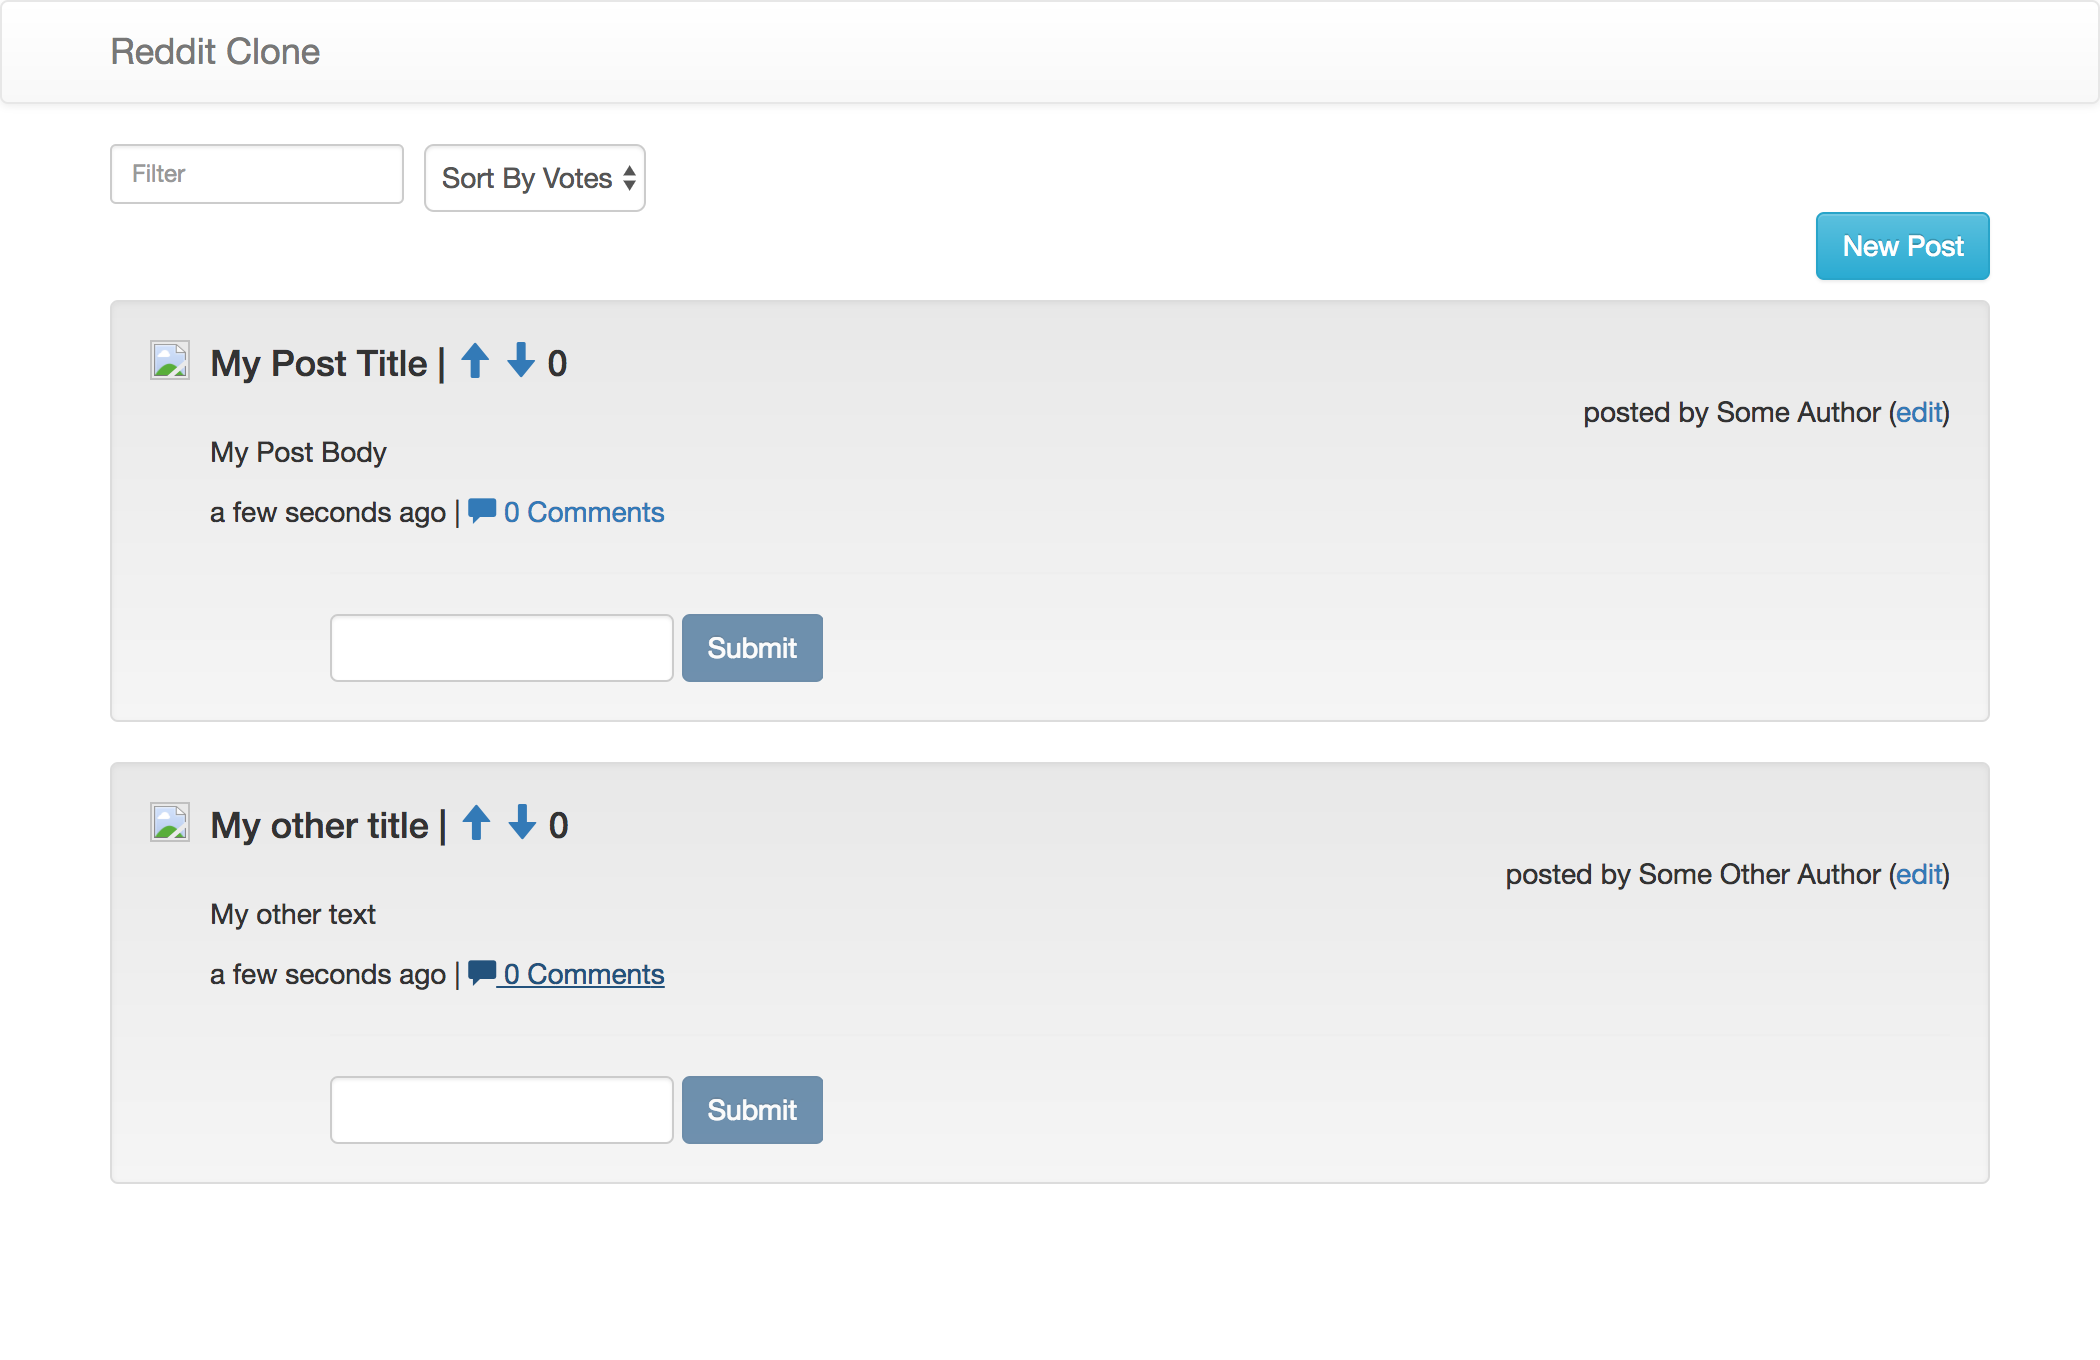 Reddit Clone
Filter
Sort By Votes
New Post
My Post Title | 0
posted by Some Author (edit)
My Post Body
a few seconds ago | 0 Comments
Submit
My other title | 0
posted by Some Other Author (edit)
My other text
a few seconds ago | 0 Comments
Submit